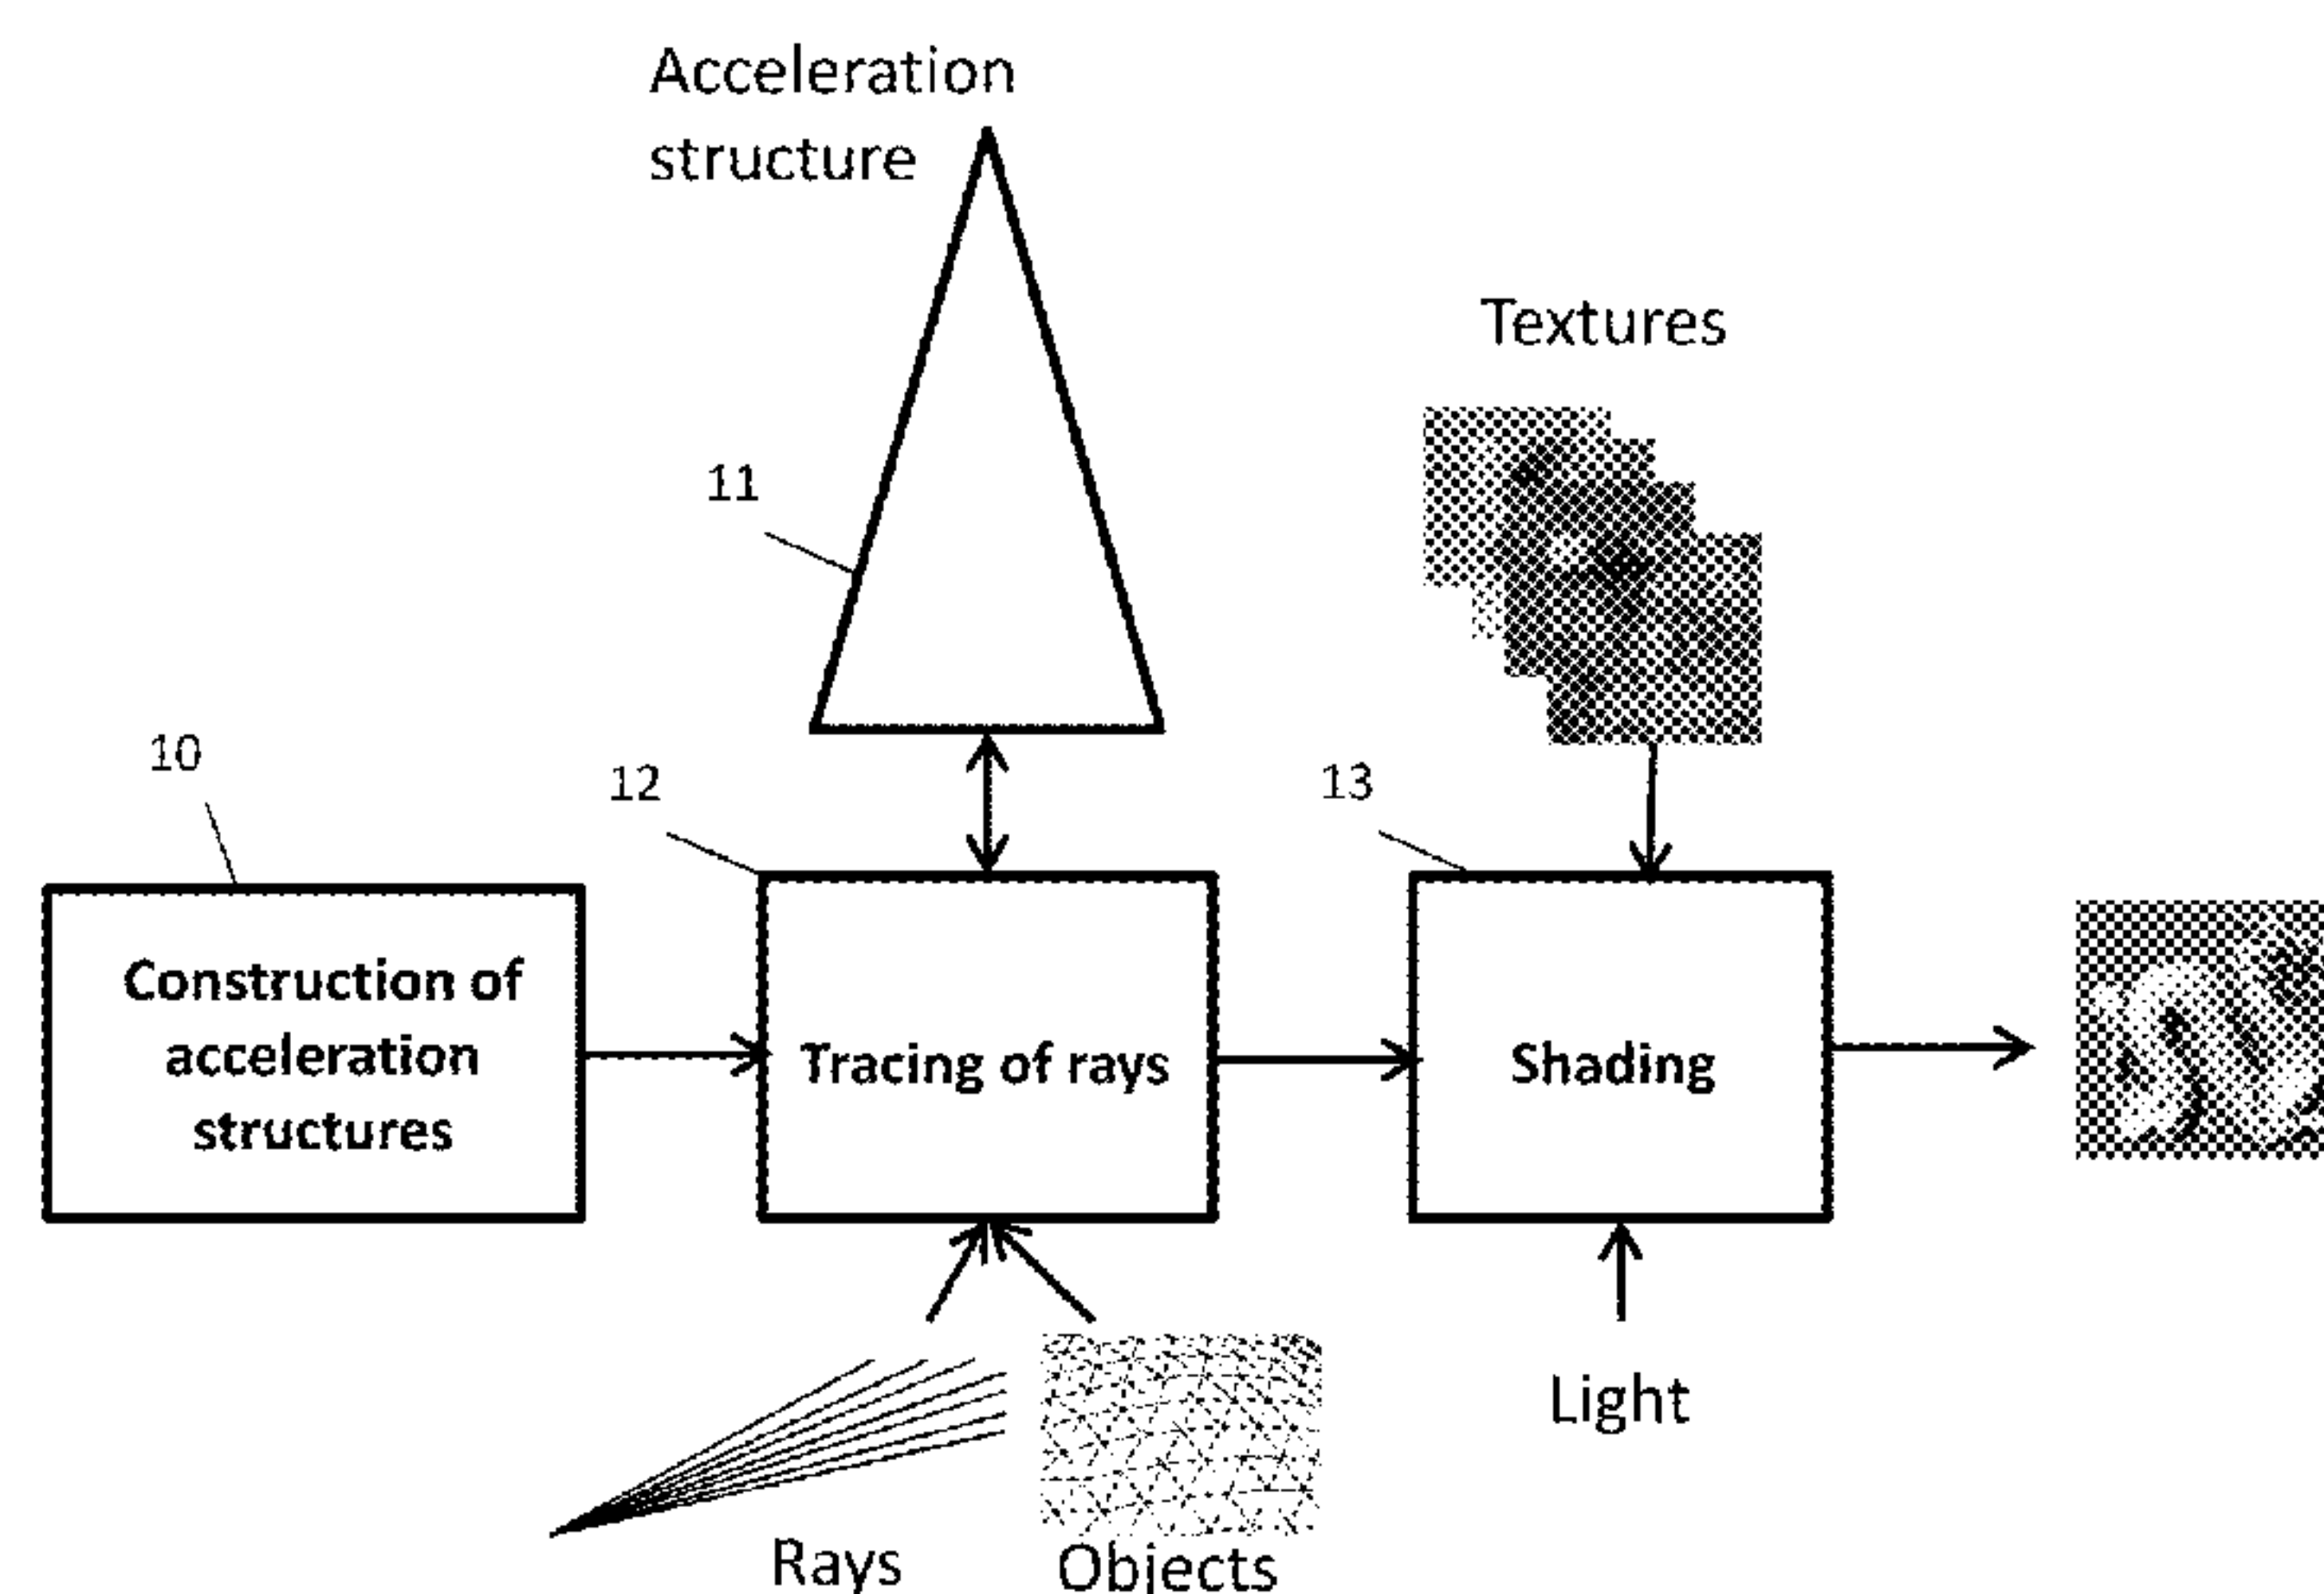 Acceleration
structure
Textures
11
10
12
13
Construction of
acceleration
structures
Tracing of rays
Shading
Light
Rays
Objects